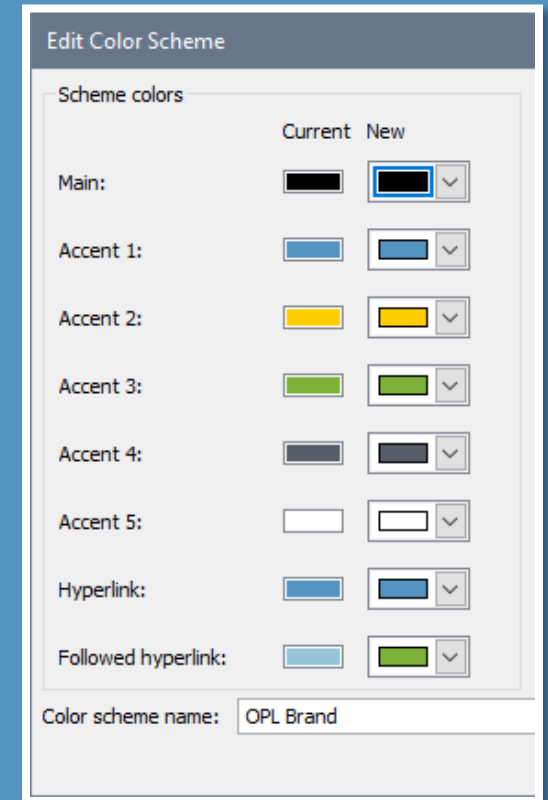 Edit Color Scheme
Scheme colors
Current New
Main:
Accent 1:
Accent 2:
Accent 3:
Accent 4:
Accent 5:
Hyperlink:
Followed hyperlink:
Color scheme name: OPL Brand